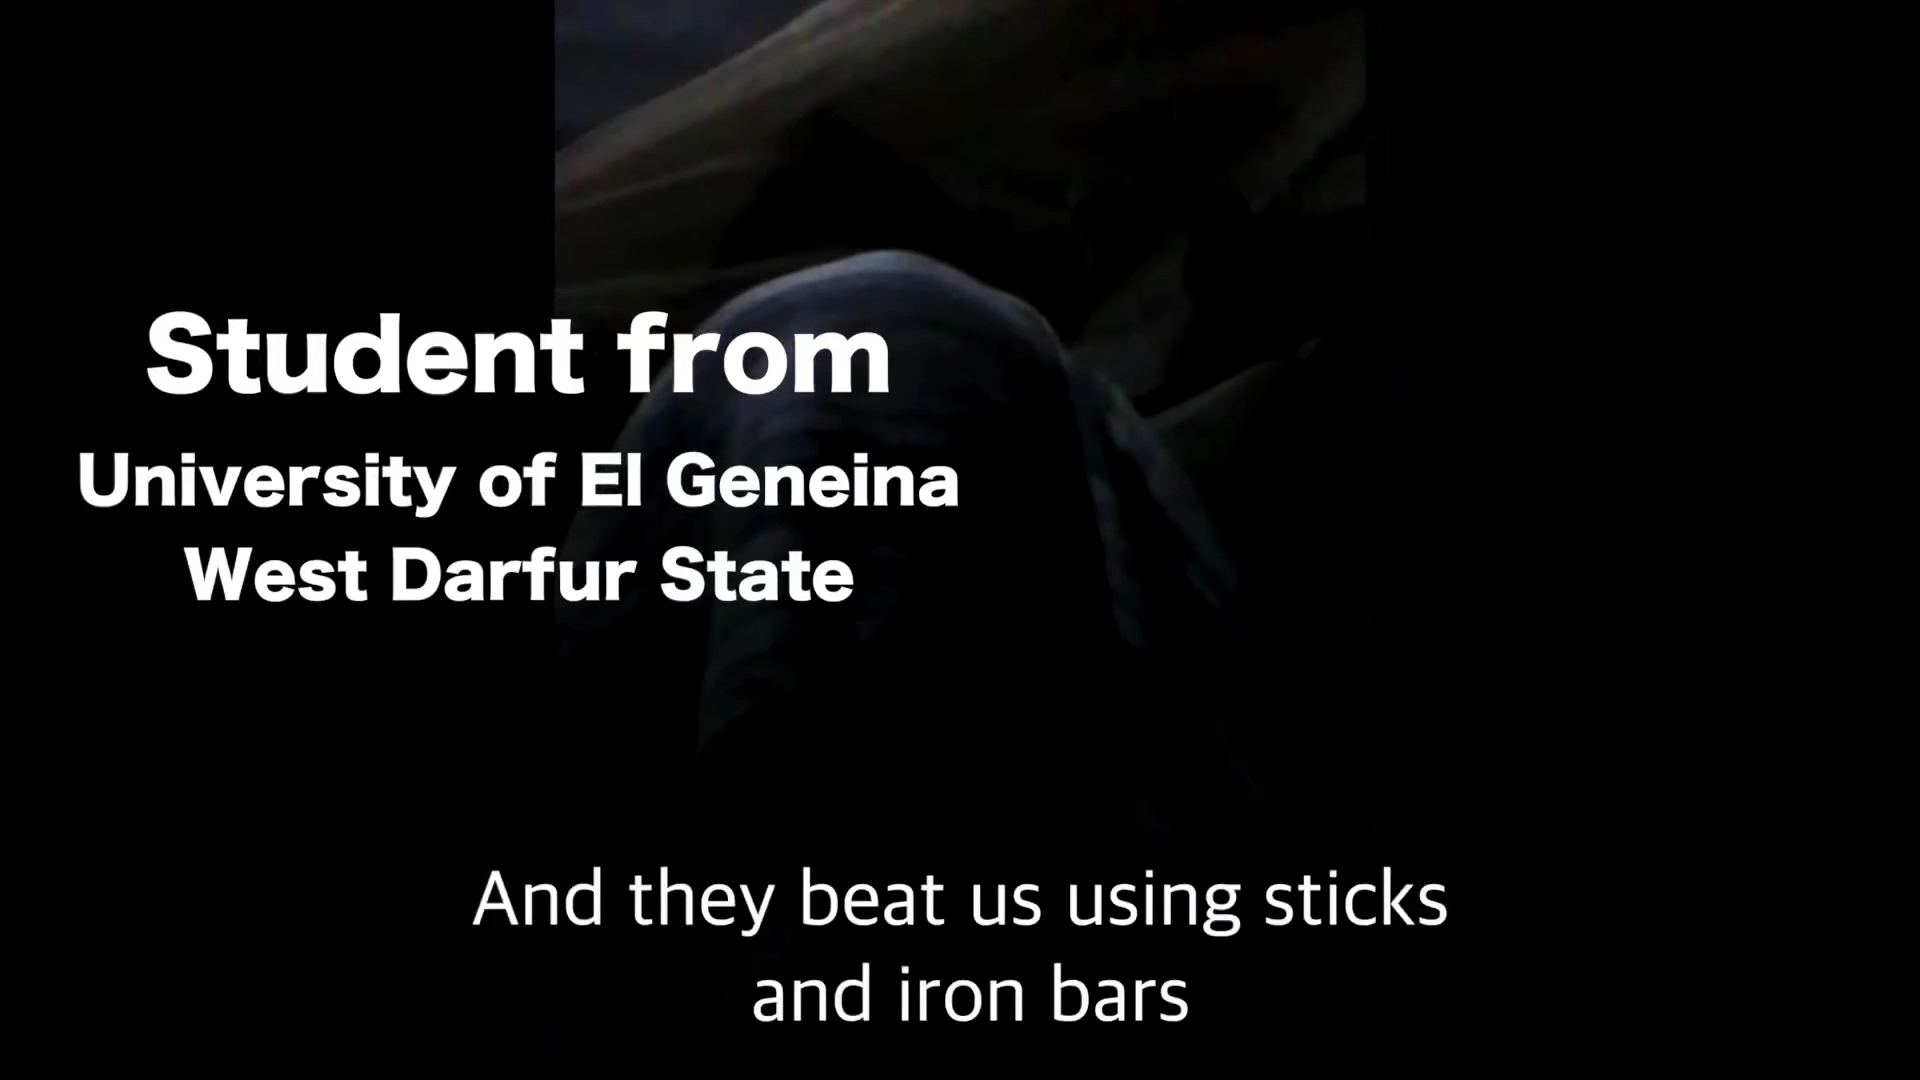 Student from
University of El Geneina
West Darfur State
And they beat us using sticks
and iron bars